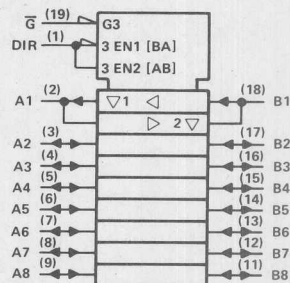 G̅ (19) G3
DIR (1) 3 EN1 [BA]
3 EN2 [AB]
A1 (2) ▽1 ◁ (18) B1
▷ 2▽
A2 (3) (17) B2
A3 (4) (16) B3
A4 (5) (15) B4
A5 (6) (14) B5
A6 (7) (13) B6
A7 (8) (12) B7
A8 (9) (11) B8